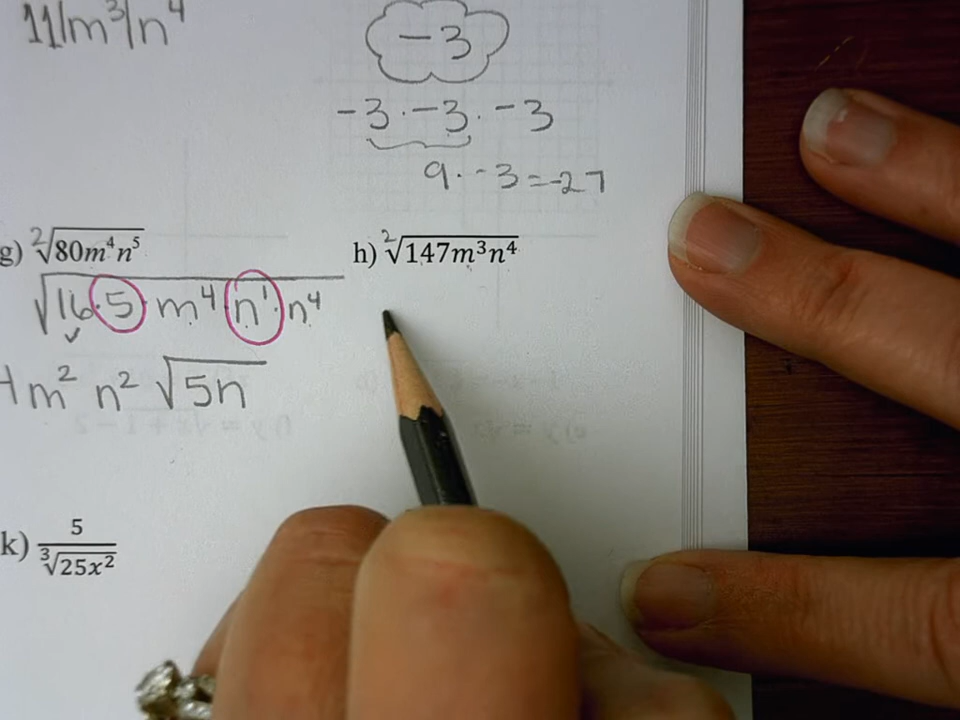 11|m³|n⁴
-3
-3·-3·-3
9·-3=-27
g) ²√80m⁴n⁵
h) ²√147m³n⁴
√16·5·m⁴·n¹·n⁴
4m² n² √5n
k) 5/³√25x²